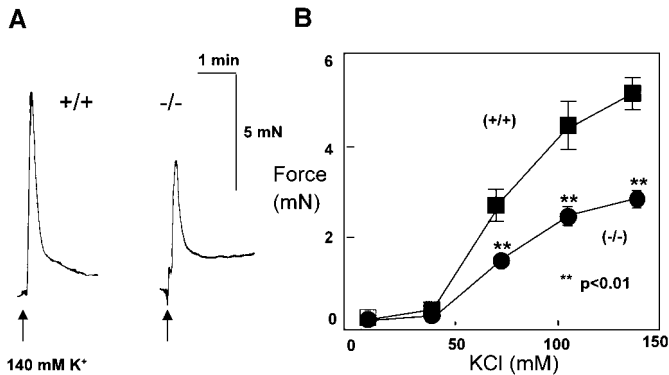 A
+/+
-/-
1 min
5 mN
140 mM K⁺
B
Force
(mN)
6
4
2
0
(+/+)
**
**
**
(-/-)
** p<0.01
0
50
100
150
KCl (mM)